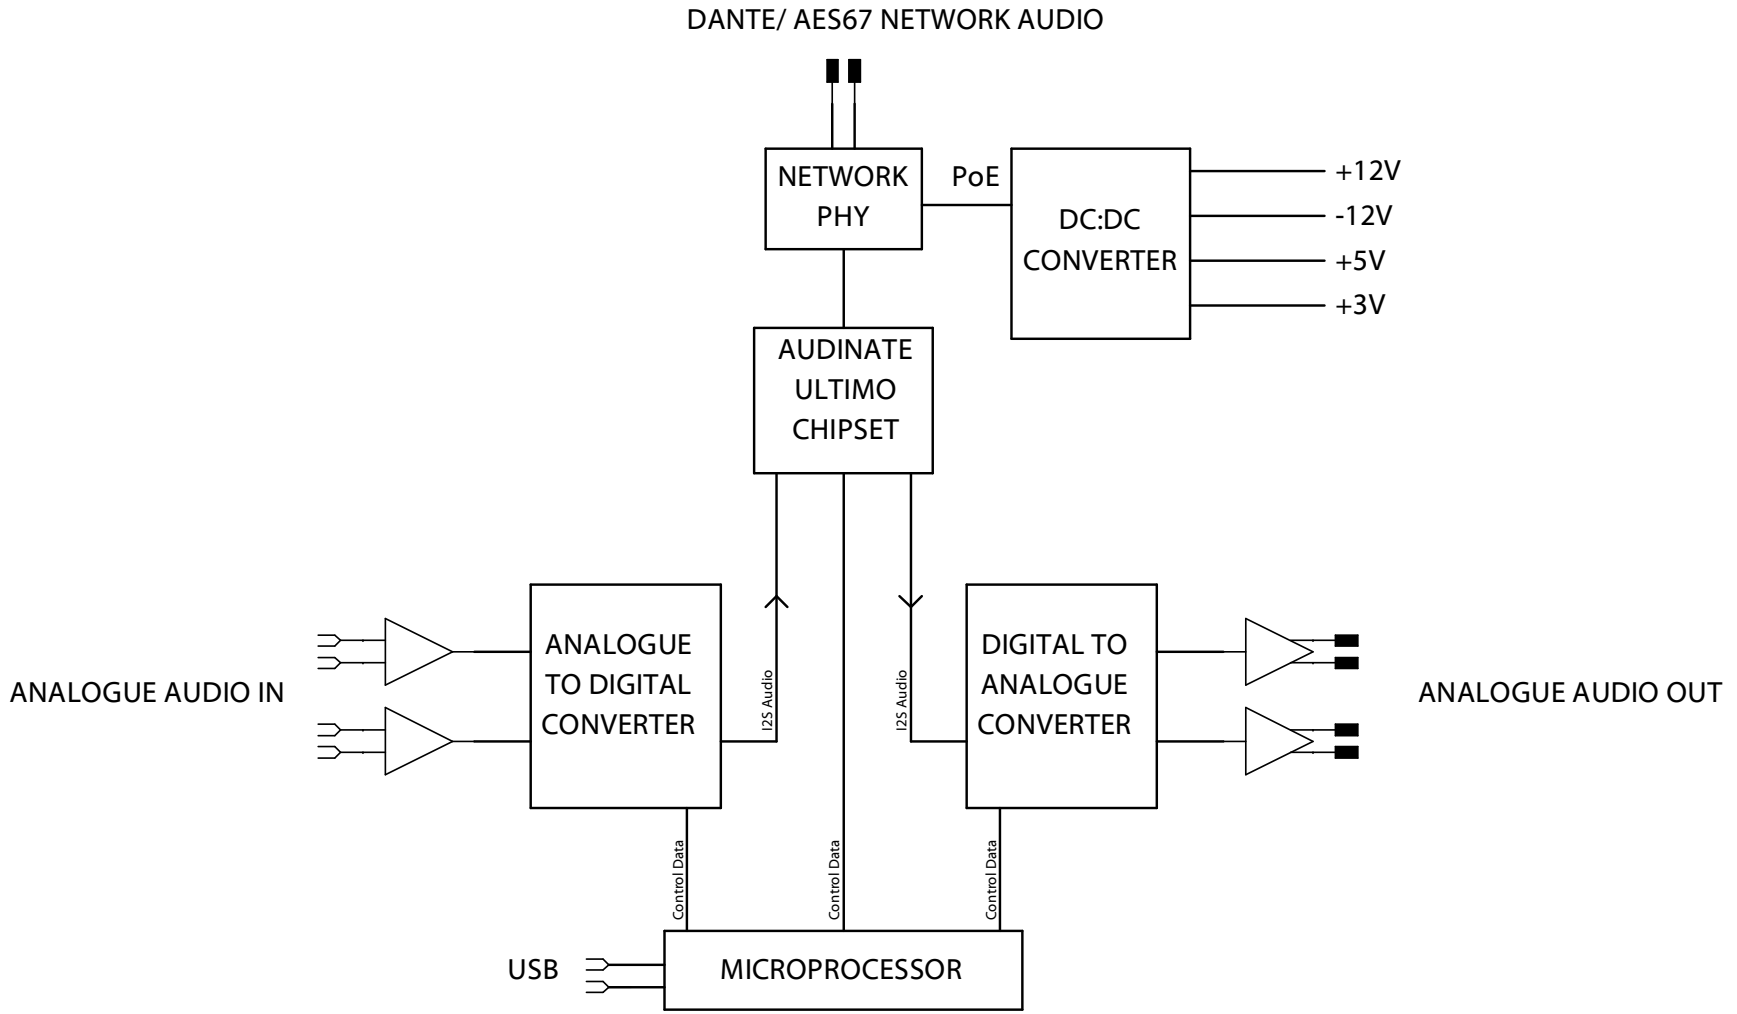 DANTE/ AES67 NETWORK AUDIO
NETWORK
PHY
PoE
DC:DC
CONVERTER
+12V
-12V
+5V
+3V
AUDINATE
ULTIMO
CHIPSET
ANALOGUE AUDIO IN
ANALOGUE
TO DIGITAL
CONVERTER
I2S Audio
I2S Audio
DIGITAL TO
ANALOGUE
CONVERTER
ANALOGUE AUDIO OUT
Control Data
Control Data
Control Data
USB
MICROPROCESSOR